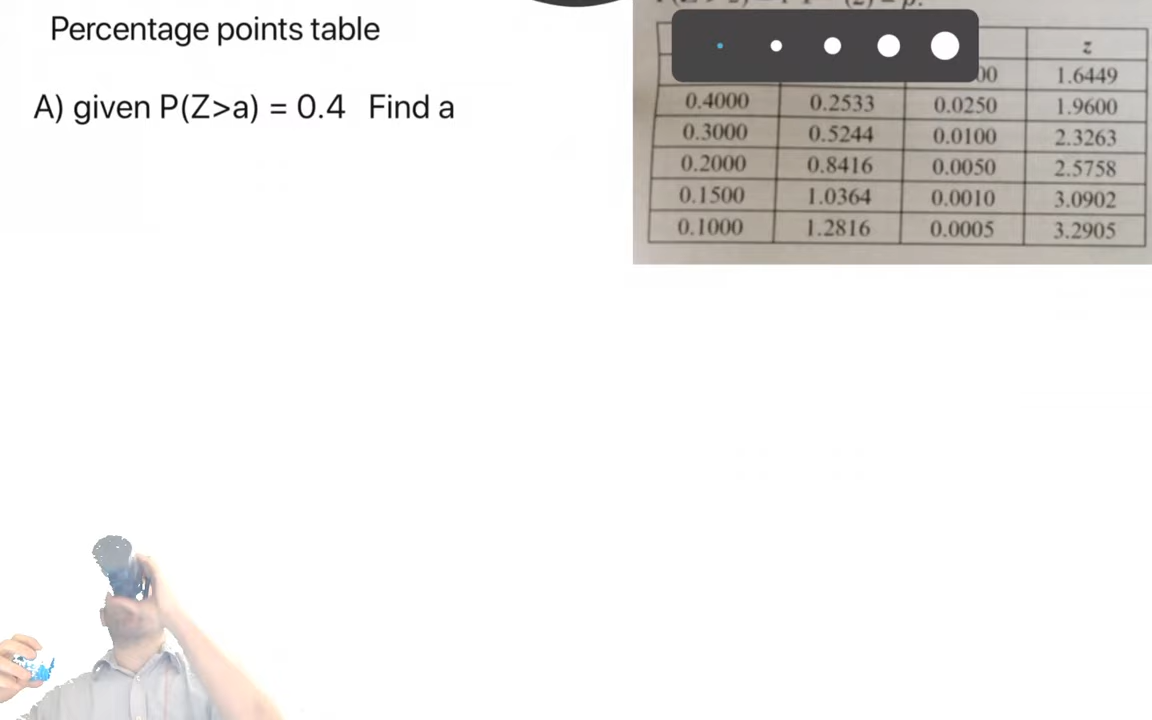 Percentage points table
A) given P(Z>a) = 0.4 Find a
z
1.6449
0.4000 0.2533 0.0250 1.9600
0.3000 0.5244 0.0100 2.3263
0.2000 0.8416 0.0050 2.5758
0.1500 1.0364 0.0010 3.0902
0.1000 1.2816 0.0005 3.2905